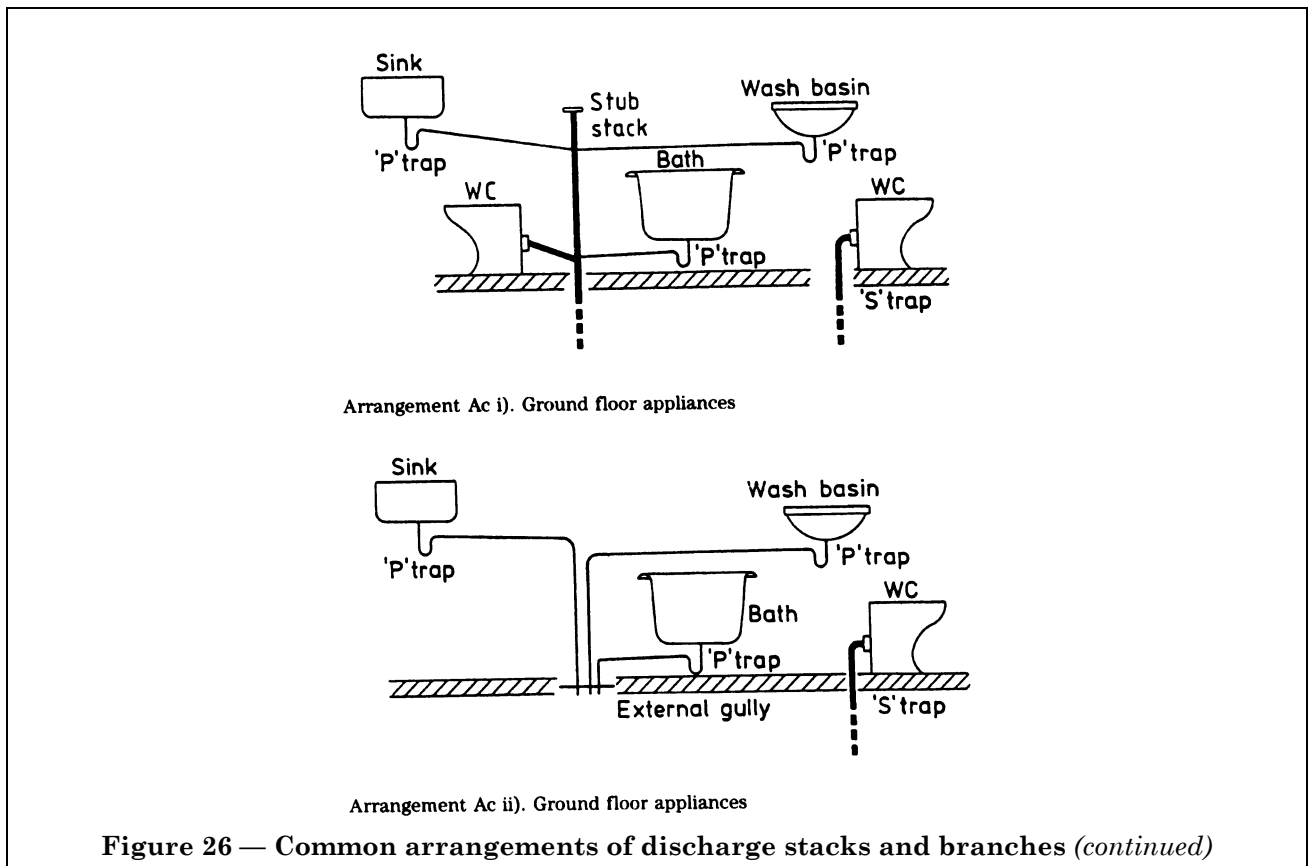 Sink
Stub
stack
Wash basin
'P' trap
'P' trap
Bath
WC
WC
'P' trap
'S' trap
Arrangement Ac i). Ground floor appliances
Sink
Wash basin
'P' trap
'P' trap
WC
Bath
'P' trap
External gully
'S' trap
Arrangement Ac ii). Ground floor appliances
Figure 26 — Common arrangements of discharge stacks and branches (continued)